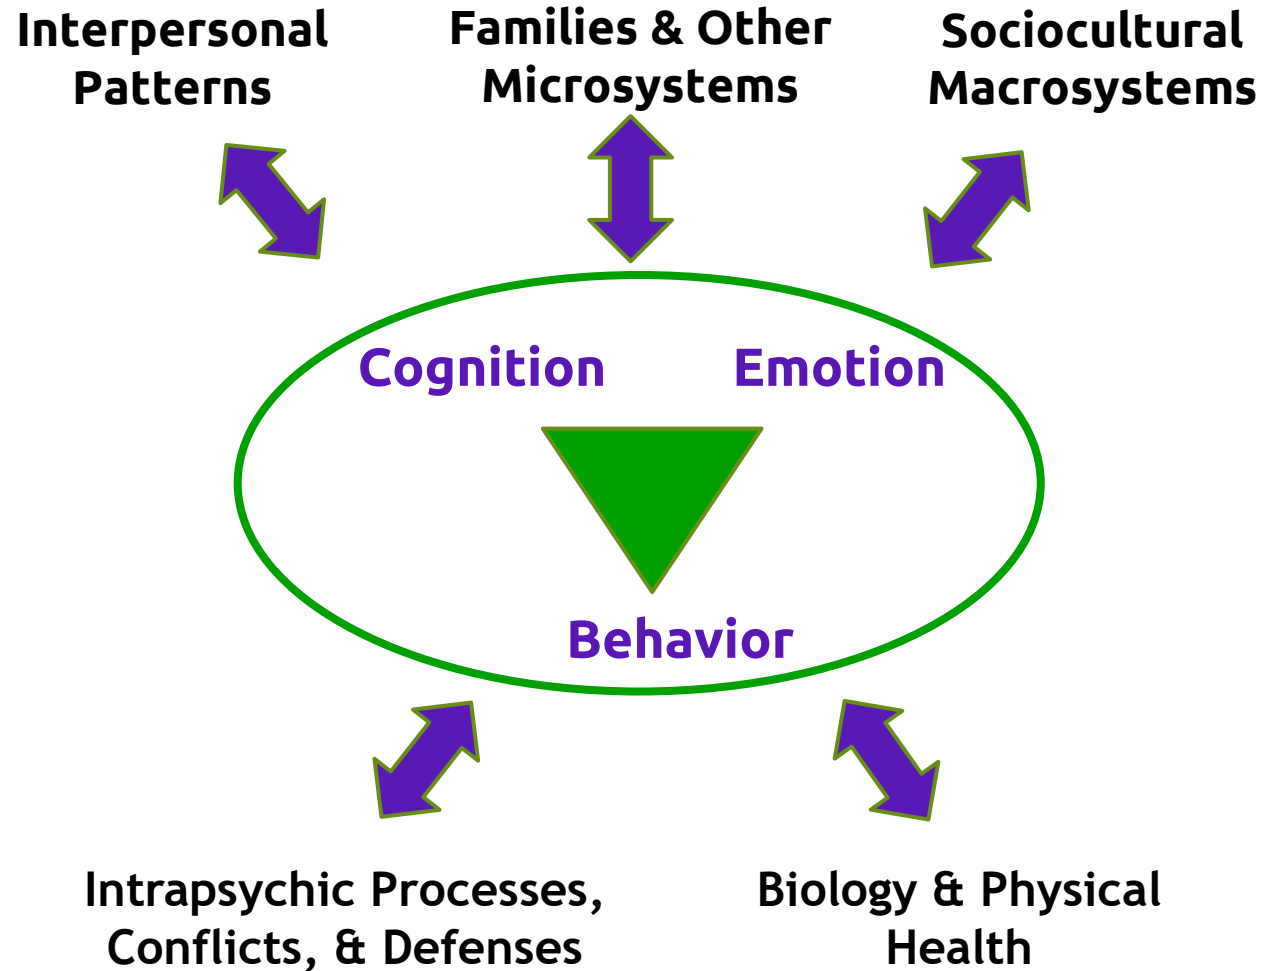 Interpersonal
Patterns
Families & Other
Microsystems
Sociocultural
Macrosystems
Cognition
Emotion
Behavior
Intrapsychic Processes,
Conflicts, & Defenses
Biology & Physical
Health